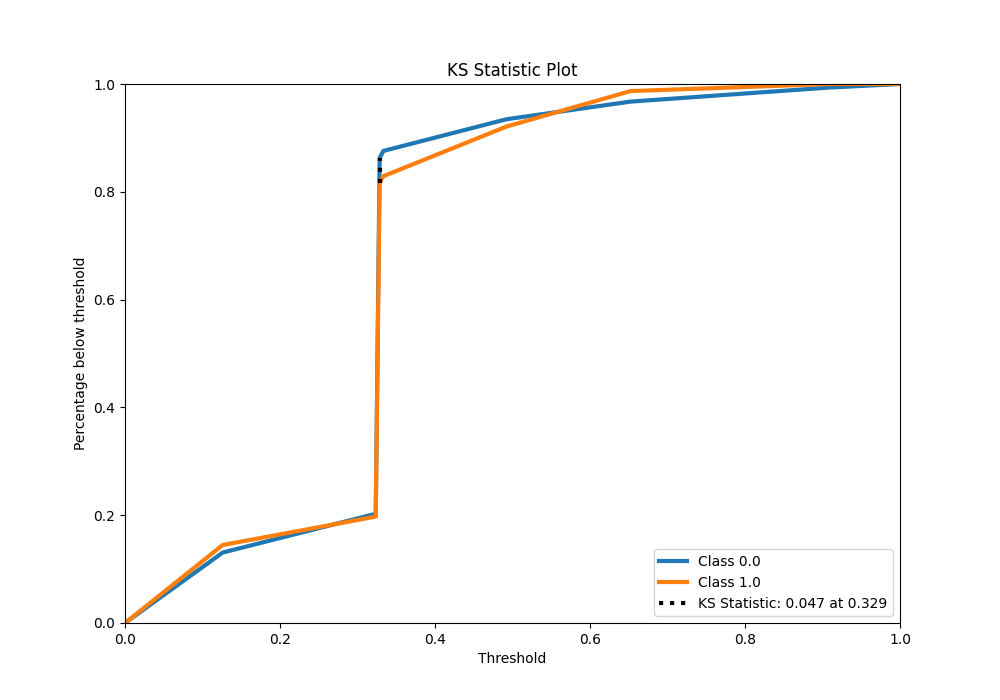 KS Statistic Plot
1.0
0.8
0.6
0.4
0.2
0.0
Percentage below threshold
0.0 0.2 0.4 0.6 0.8 1.0
Threshold
Class 0.0
Class 1.0
KS Statistic: 0.047 at 0.329